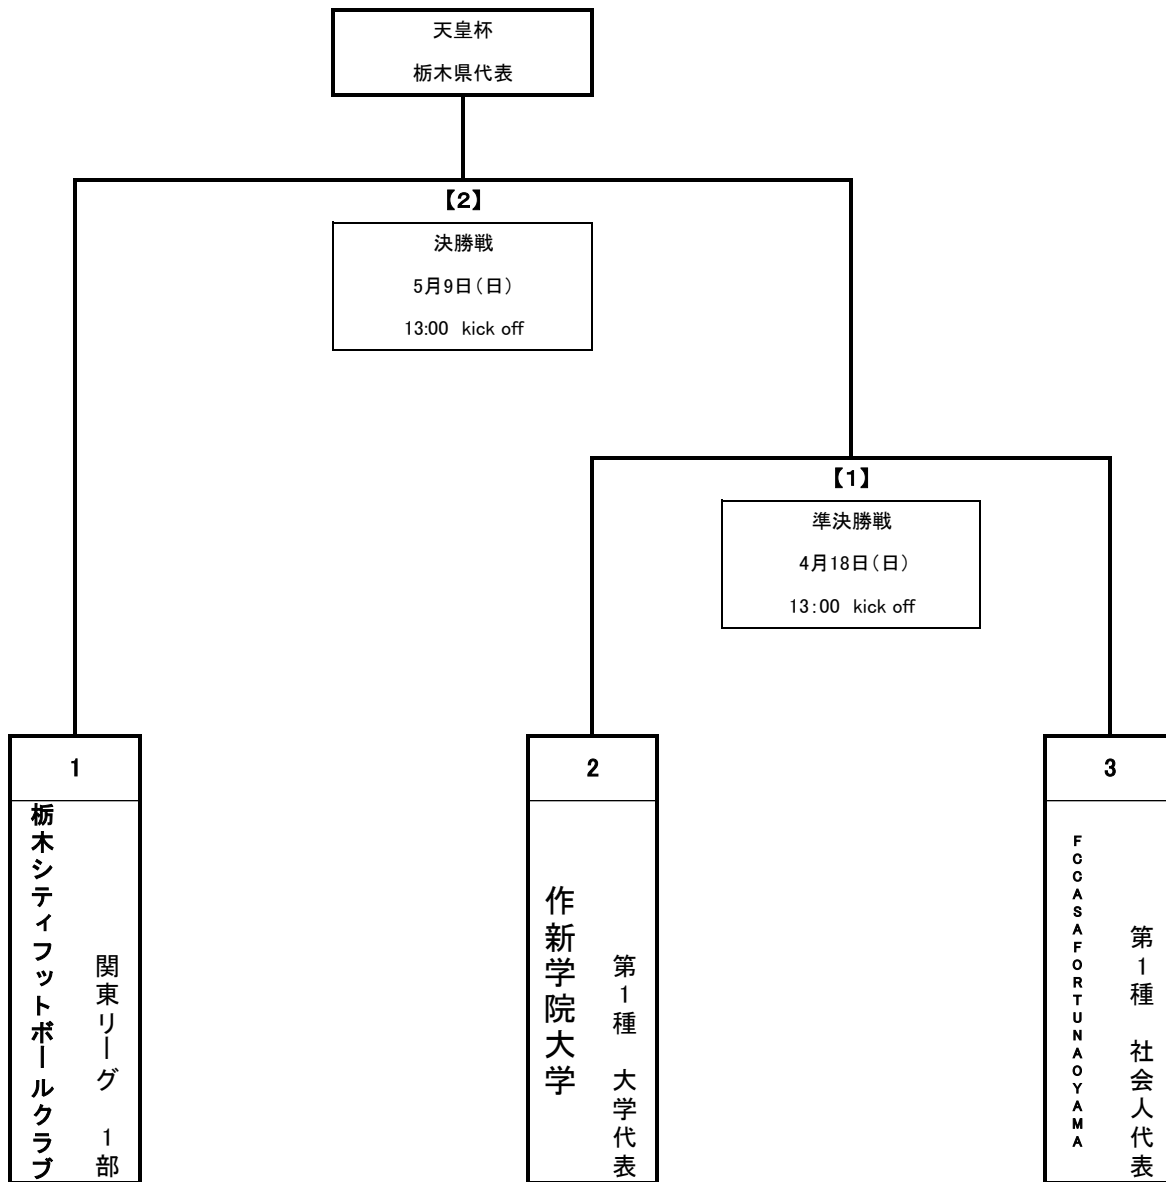 天皇杯
栃木県代表
【2】
決勝戦
5月9日(日)
13:00 kick off
【1】
準決勝戦
4月18日(日)
13:00 kick off
1
栃木シティフットボールクラブ
関東リーグ 1部
2
作新学院大学
第1種 大学代表
3
FCCASAFORTUNAOYAMA
第1種 社会人代表